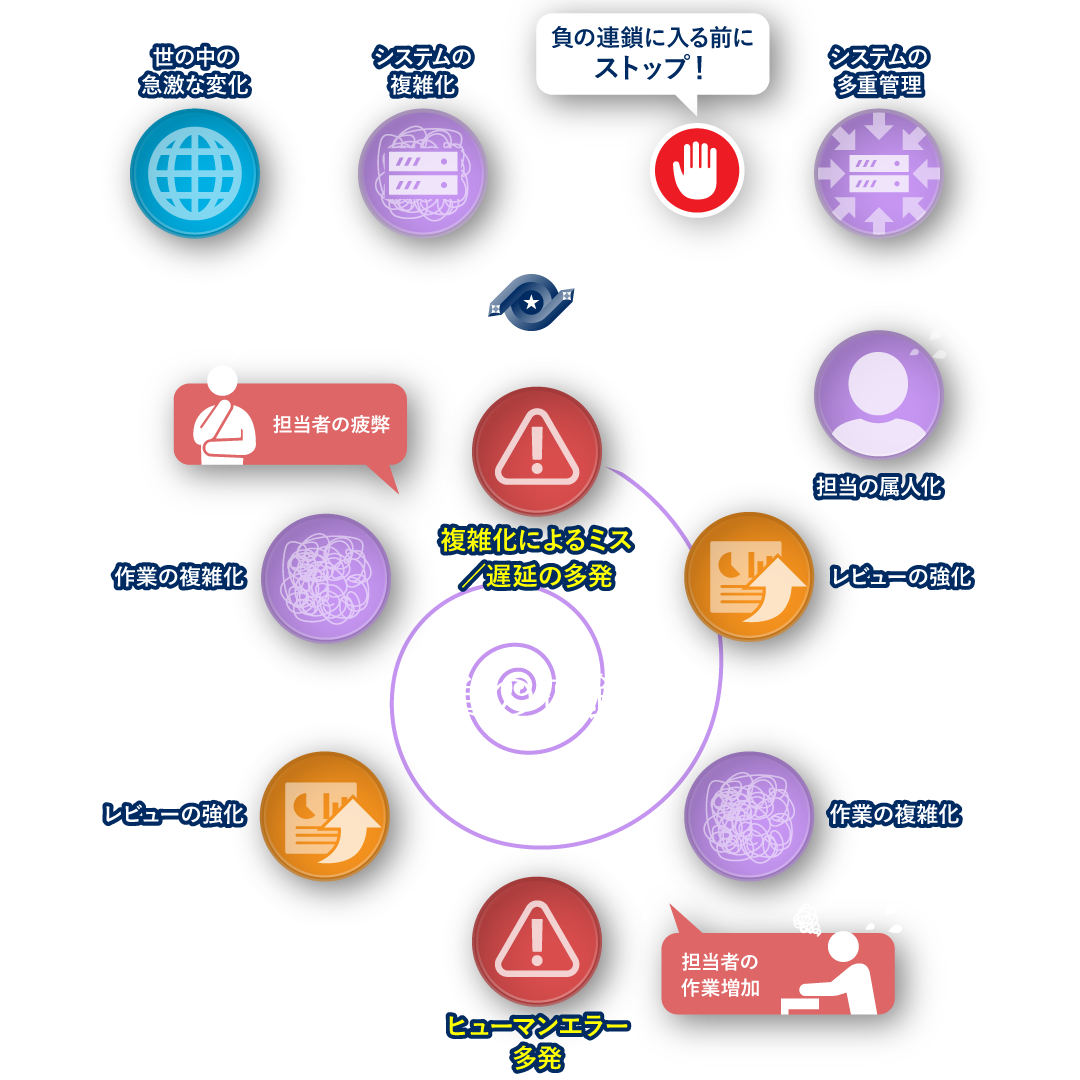 世の中の
急激な変化
システムの
複雑化
負の連鎖に入る前に
ストップ！
システムの
多重管理
担当者の疲弊
担当の属人化
複雑化によるミス
／遅延の多発
作業の複雑化
レビューの強化
レビューの強化
作業の複雑化
担当者の
作業増加
ヒューマンエラー
多発